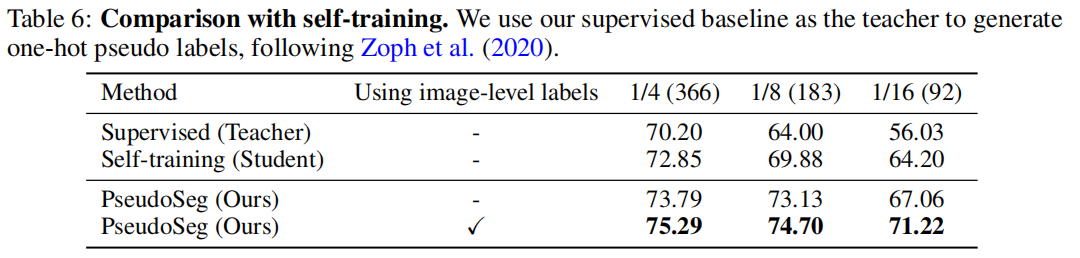 Table 6: Comparison with self-training. We use our supervised baseline as the teacher to generate
one-hot pseudo labels, following Zoph et al. (2020).
Method Using image-level labels 1/4 (366) 1/8 (183) 1/16 (92)
Supervised (Teacher) - 70.20 64.00 56.03
Self-training (Student) - 72.85 69.88 64.20
PseudoSeg (Ours) - 73.79 73.13 67.06
PseudoSeg (Ours) ✓ 75.29 74.70 71.22